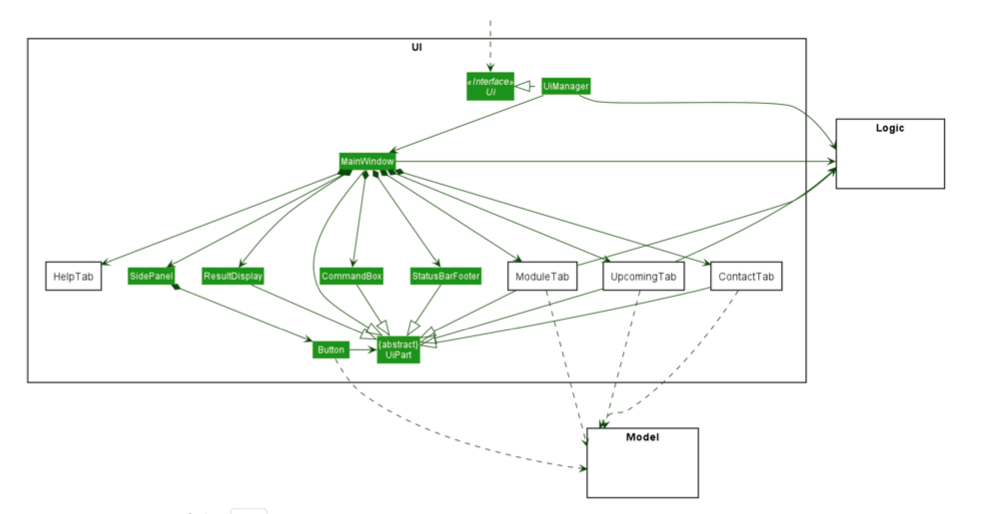 UI
«Interface»
Ui
UiManager
Logic
MainWindow
HelpTab
SidePanel
ResultDisplay
CommandBox
StatusBarFooter
ModuleTab
UpcomingTab
ContactTab
Button
{abstract}
UiPart
Model